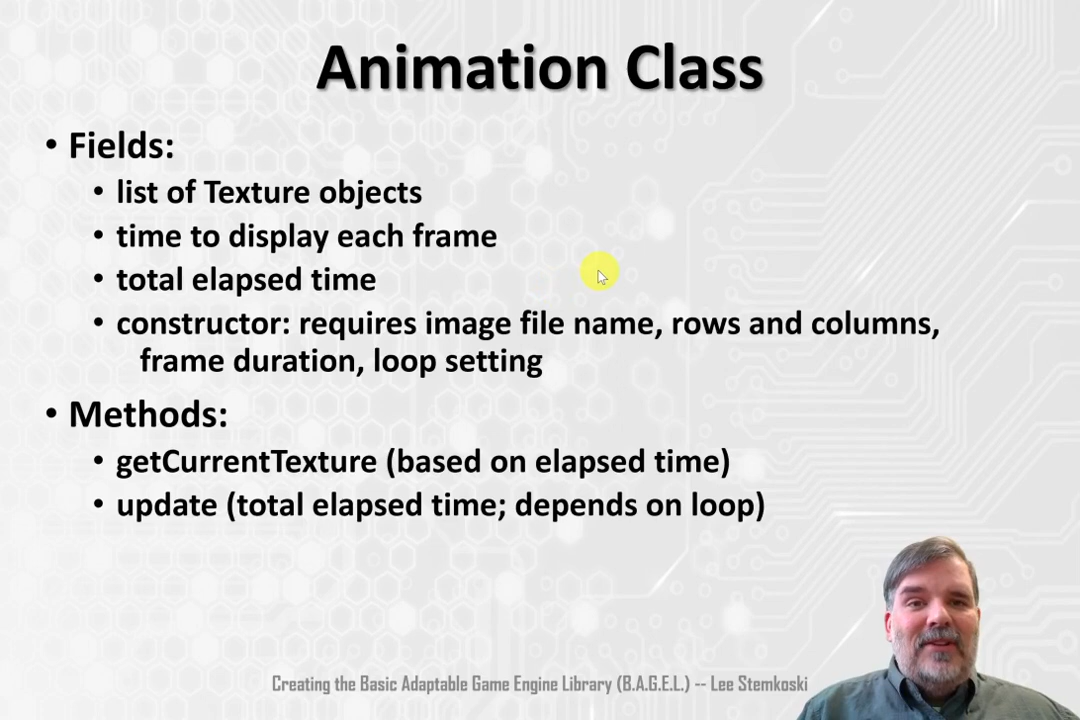 Animation Class
• Fields:
• list of Texture objects
• time to display each frame
• total elapsed time
• constructor: requires image file name, rows and columns,
frame duration, loop setting
• Methods:
• getCurrentTexture (based on elapsed time)
• update (total elapsed time; depends on loop)
Creating the Basic Adaptable Game Engine Library (B.A.G.E.L.) -- Lee Stemkoski